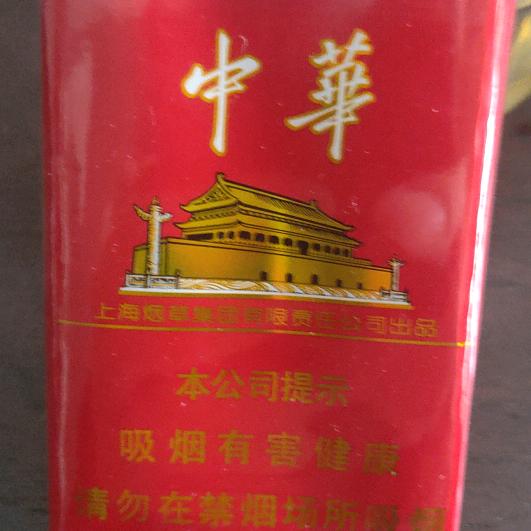 中華
上海烟草集团有限责任公司出品
本公司提示
吸烟有害健康
请勿在禁烟场所吸烟